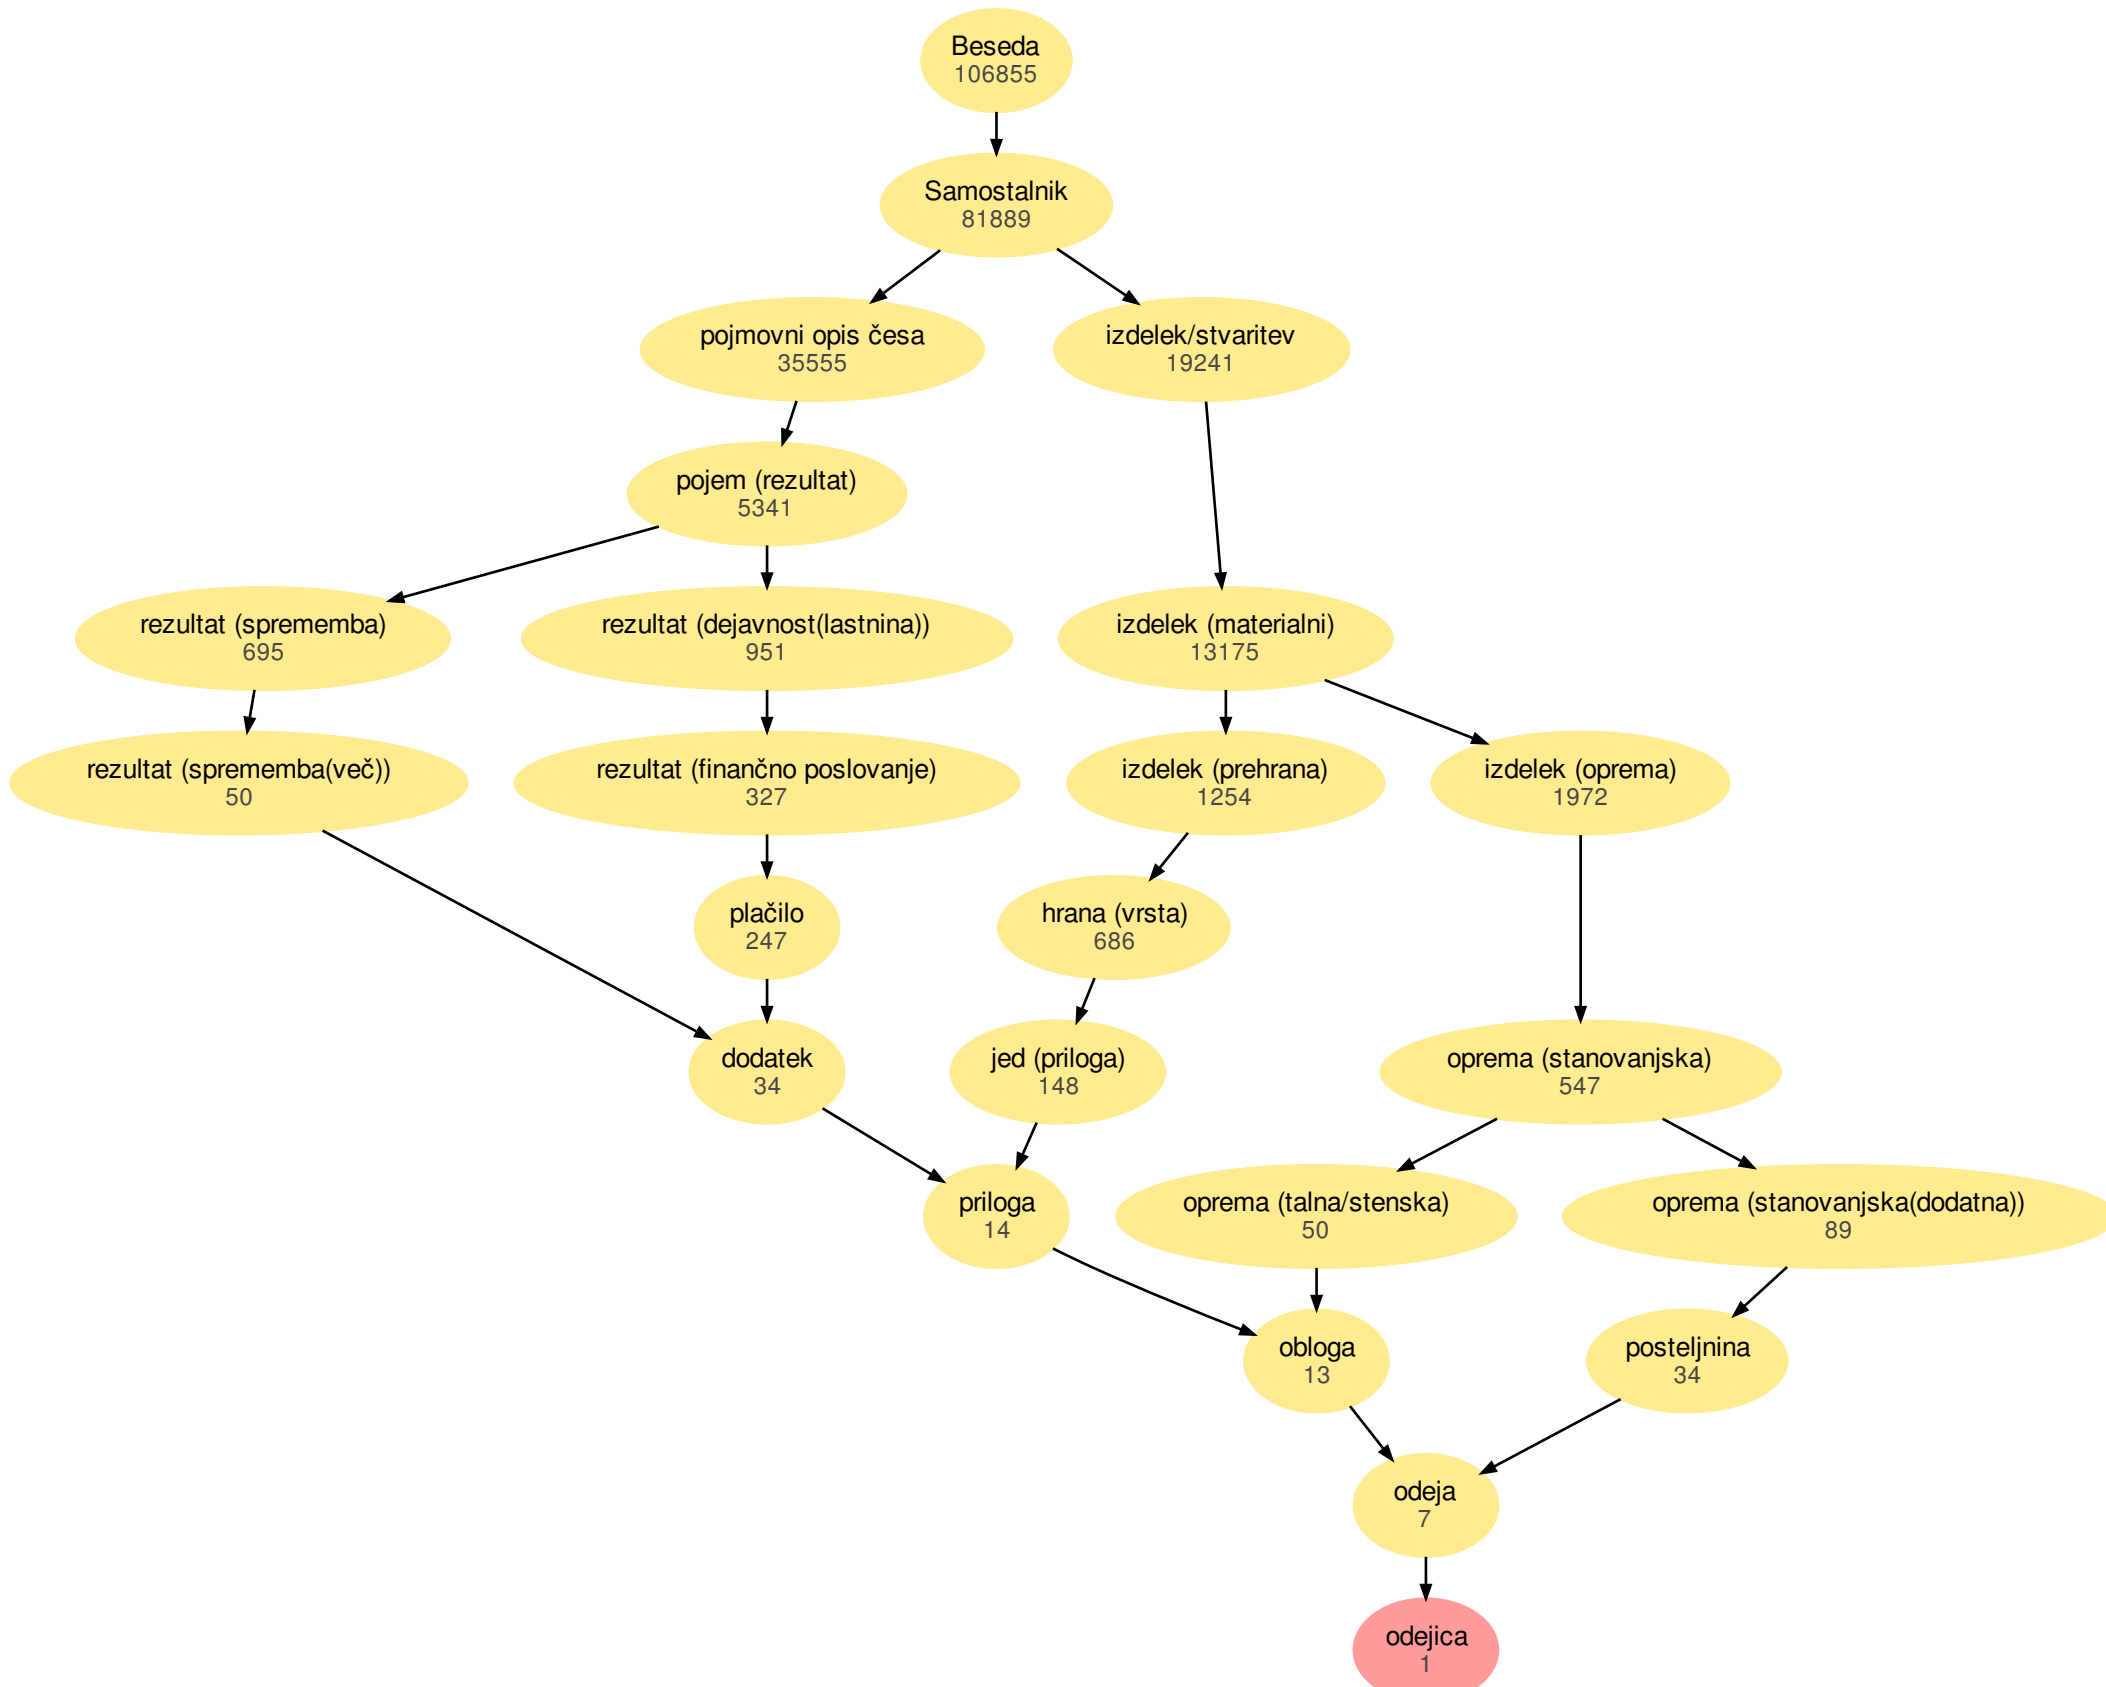 Beseda
106855
Samostalnik
81889
pojmovni opis česa
35555
izdelek/stvaritev
19241
pojem (rezultat)
5341
rezultat (sprememba)
695
rezultat (dejavnost(lastnina))
951
izdelek (materialni)
13175
rezultat (sprememba(več))
50
rezultat (finančno poslovanje)
327
izdelek (prehrana)
1254
izdelek (oprema)
1972
plačilo
247
hrana (vrsta)
686
dodatek
34
jed (priloga)
148
oprema (stanovanjska)
547
priloga
14
oprema (talna/stenska)
50
oprema (stanovanjska(dodatna))
89
obloga
13
posteljnina
34
odeja
7
odejica
1